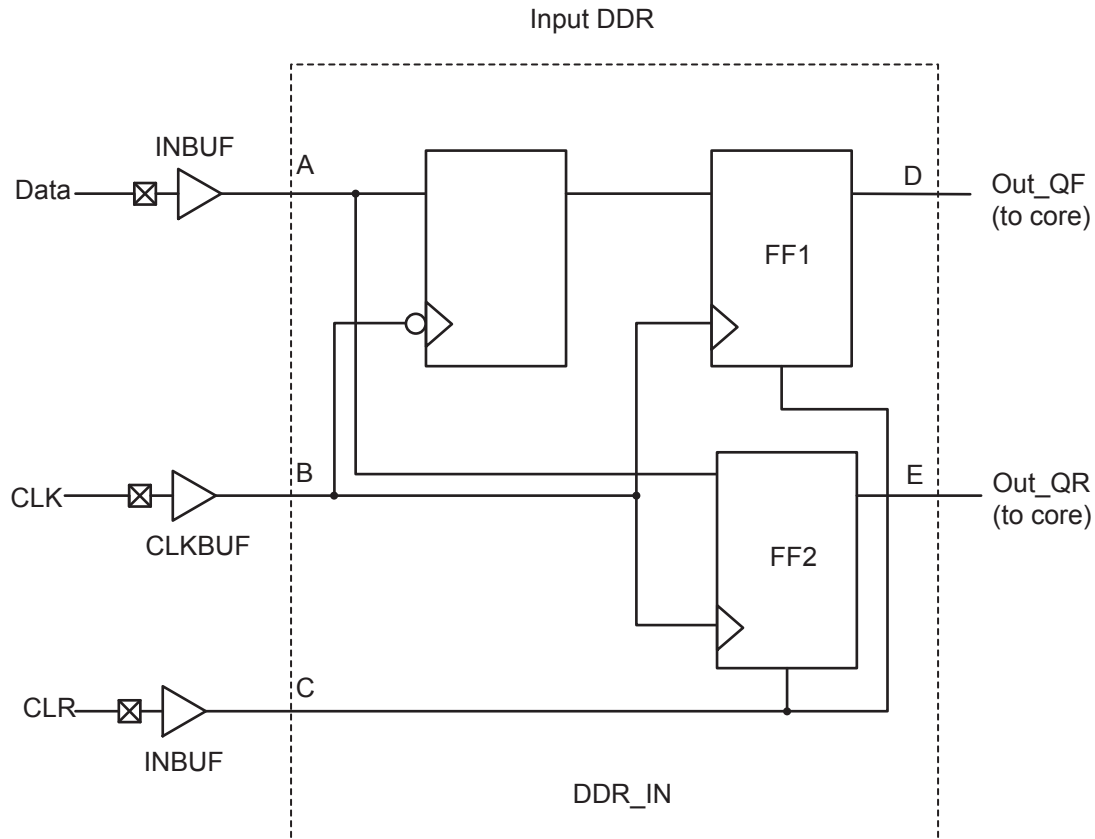 Input DDR
INBUF
A
Data
D
Out_QF
(to core)
FF1
B
CLK
CLKBUF
E
Out_QR
(to core)
FF2
C
CLR
INBUF
DDR_IN